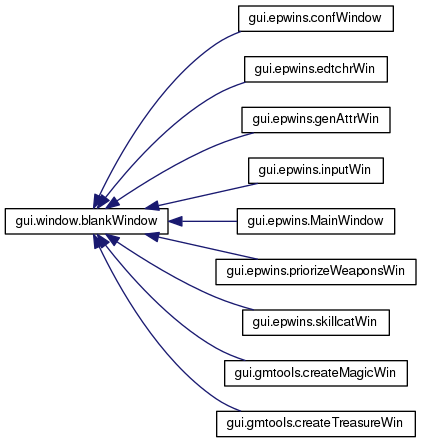 gui.epwins.confWindow
gui.epwins.edtchrWin
gui.epwins.genAttrWin
gui.epwins.inputWin
gui.window.blankWindow
gui.epwins.MainWindow
gui.epwins.priorizeWeaponsWin
gui.epwins.skillcatWin
gui.gmtools.createMagicWin
gui.gmtools.createTreasureWin